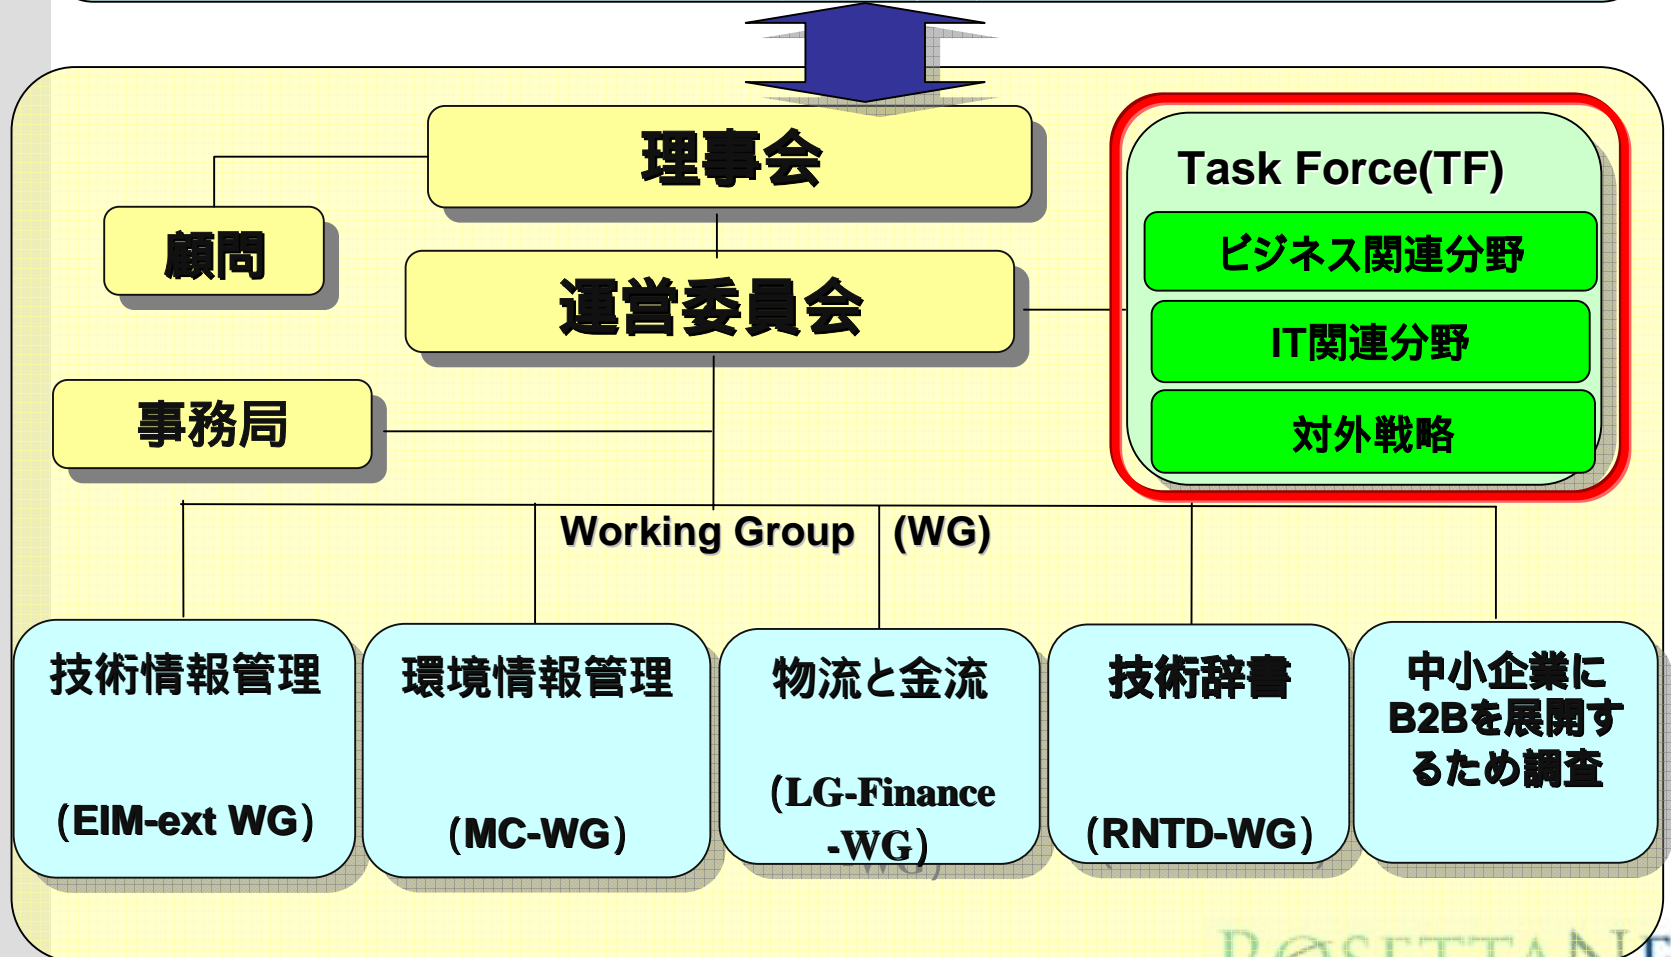 理事会
顧問
運営委員会
事務局
Task Force(TF)
ビジネス関連分野
IT関連分野
対外戦略
Working Group (WG)
技術情報管理
(EIM-ext WG)
環境情報管理
(MC-WG)
物流と金流
(LG-Finance
-WG)
技術辞書
(RNTD-WG)
中小企業に
B2Bを展開す
るため調査